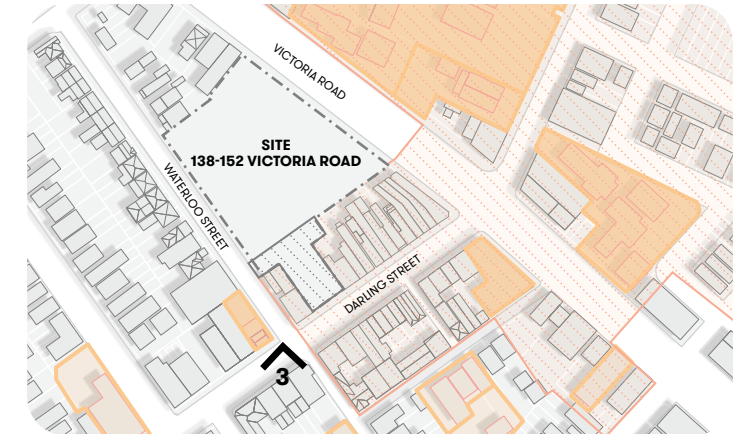 VICTORIA ROAD
SITE
138-152 VICTORIA ROAD
WATERLOO STREET
DARLING STREET
3